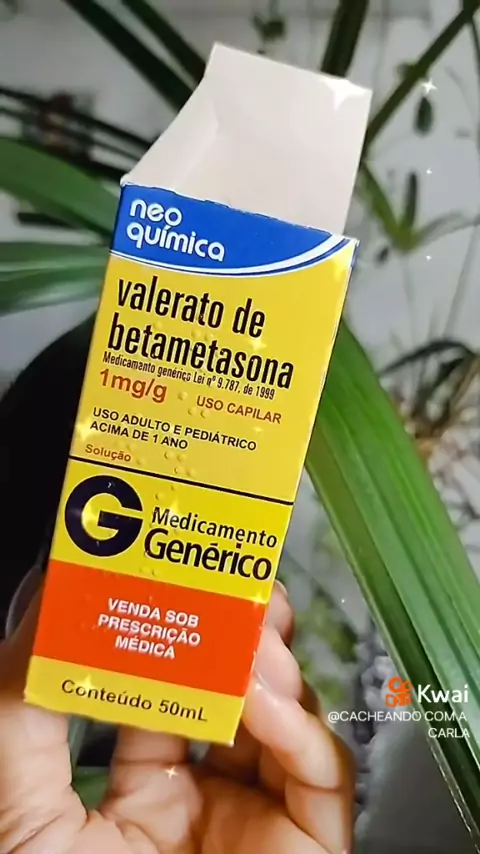 neo
química
valerato de
betametasona
Medicamento genérico Lei nº 9.787, de 1999
1mg/g USO CAPILAR
USO ADULTO E PEDIÁTRICO
ACIMA DE 1 ANO
Solução
G Medicamento
Genérico
VENDA SOB
PRESCRIÇÃO
MÉDICA
Conteúdo 50mL
Kwai
@CACHEANDO COM A
CARLA